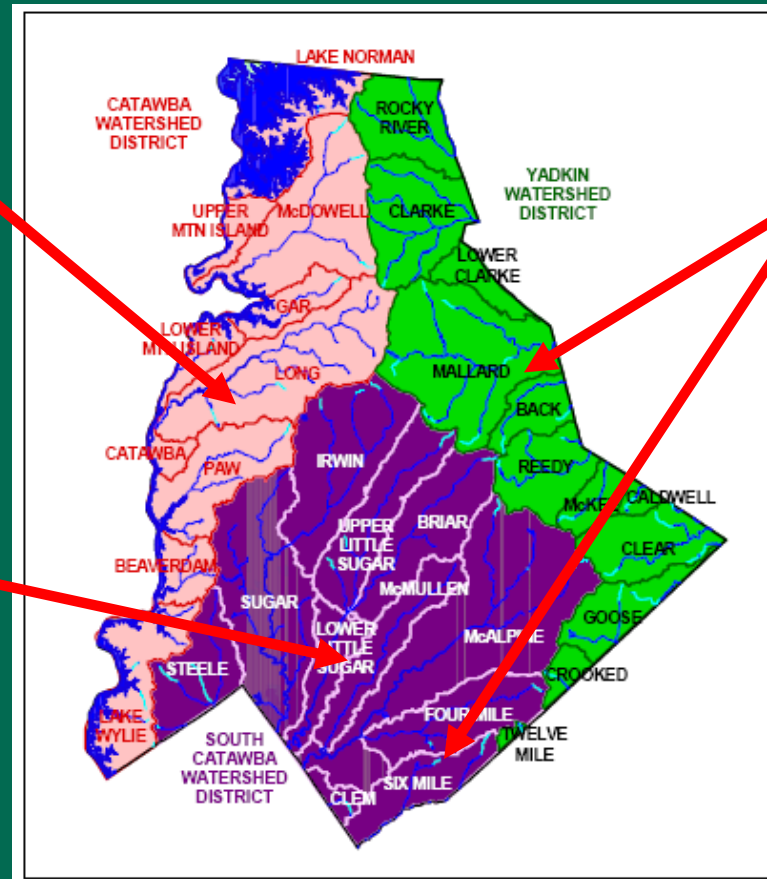 LAKE NORMAN
CATAWBA
WATERSHED
DISTRICT
ROCKY
RIVER
YADKIN
WATERSHED
DISTRICT
UPPER
MTN ISLAND
McDOWELL
CLARKE
LOWER
CLARKE
GAR
LOWER
MTN ISLAND
LONG
MALLARD
BACK
CATAWBA
PAW
IRWIN
REEDY
McKEE
CALDWELL
UPPER
LITTLE
SUGAR
BRIAR
CLEAR
BEAVERDAM
SUGAR
McMULLEN
GOOSE
LOWER
LITTLE
SUGAR
McALPINE
STEELE
CROOKED
LAKE
WYLIE
FOUR MILE
TWELVE
MILE
SOUTH
CATAWBA
WATERSHED
DISTRICT
SIX MILE
CLEM